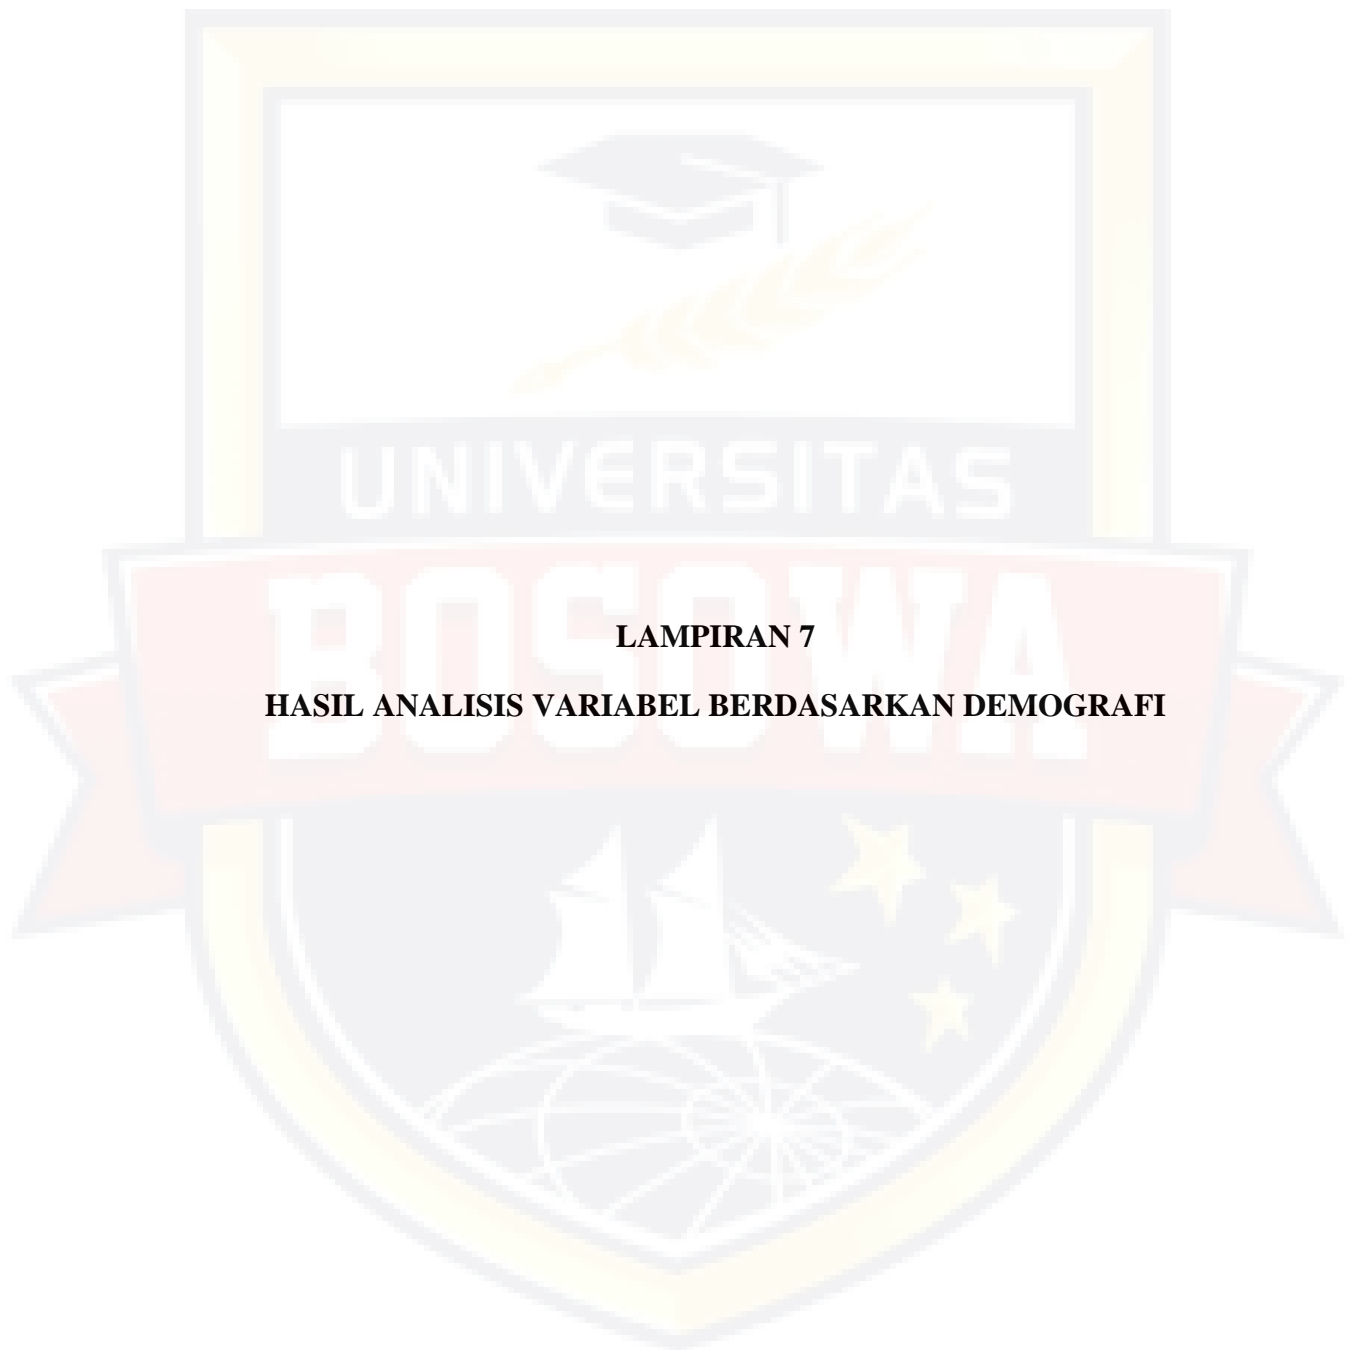 UNIVERSITAS
BOSOWA
LAMPIRAN 7
HASIL ANALISIS VARIABEL BERDASARKAN DEMOGRAFI